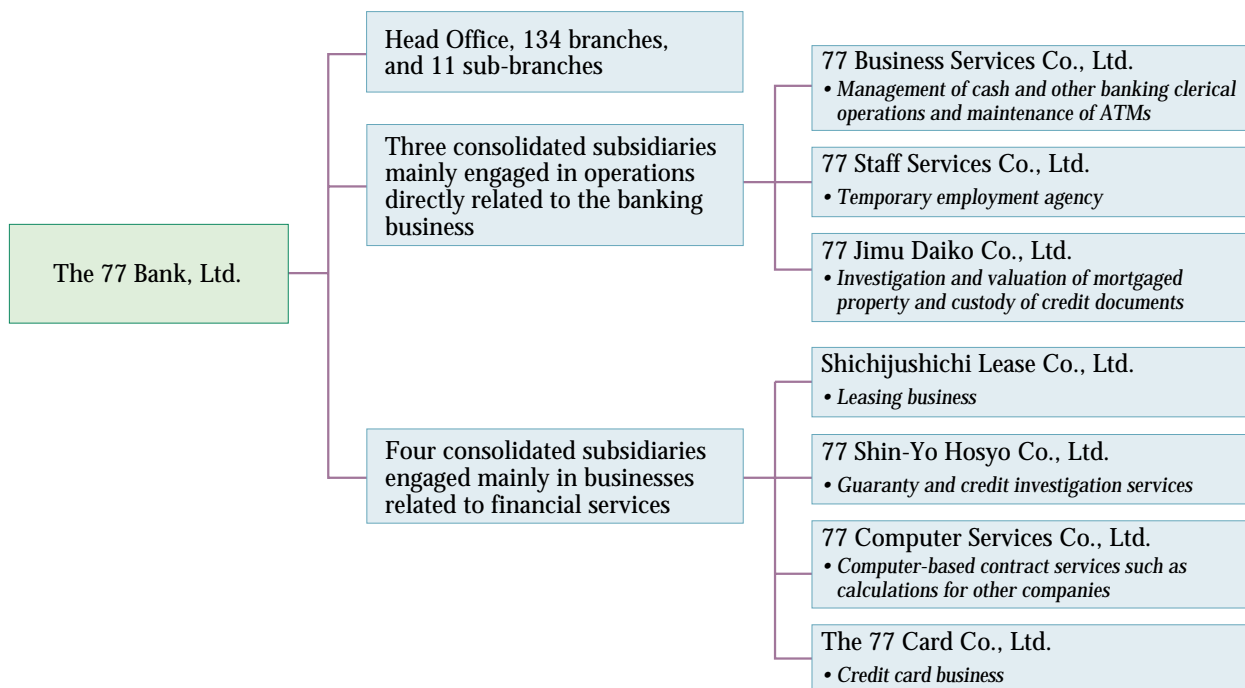 The 77 Bank, Ltd.
Head Office, 134 branches,
and 11 sub-branches
Three consolidated subsidiaries
mainly engaged in operations
directly related to the banking
business
77 Business Services Co., Ltd.
• Management of cash and other banking clerical
operations and maintenance of ATMs
77 Staff Services Co., Ltd.
• Temporary employment agency
77 Jimu Daiko Co., Ltd.
• Investigation and valuation of mortgaged
property and custody of credit documents
Four consolidated subsidiaries
engaged mainly in businesses
related to financial services
Shichijushichi Lease Co., Ltd.
• Leasing business
77 Shin-Yo Hosyo Co., Ltd.
• Guaranty and credit investigation services
77 Computer Services Co., Ltd.
• Computer-based contract services such as
calculations for other companies
The 77 Card Co., Ltd.
• Credit card business